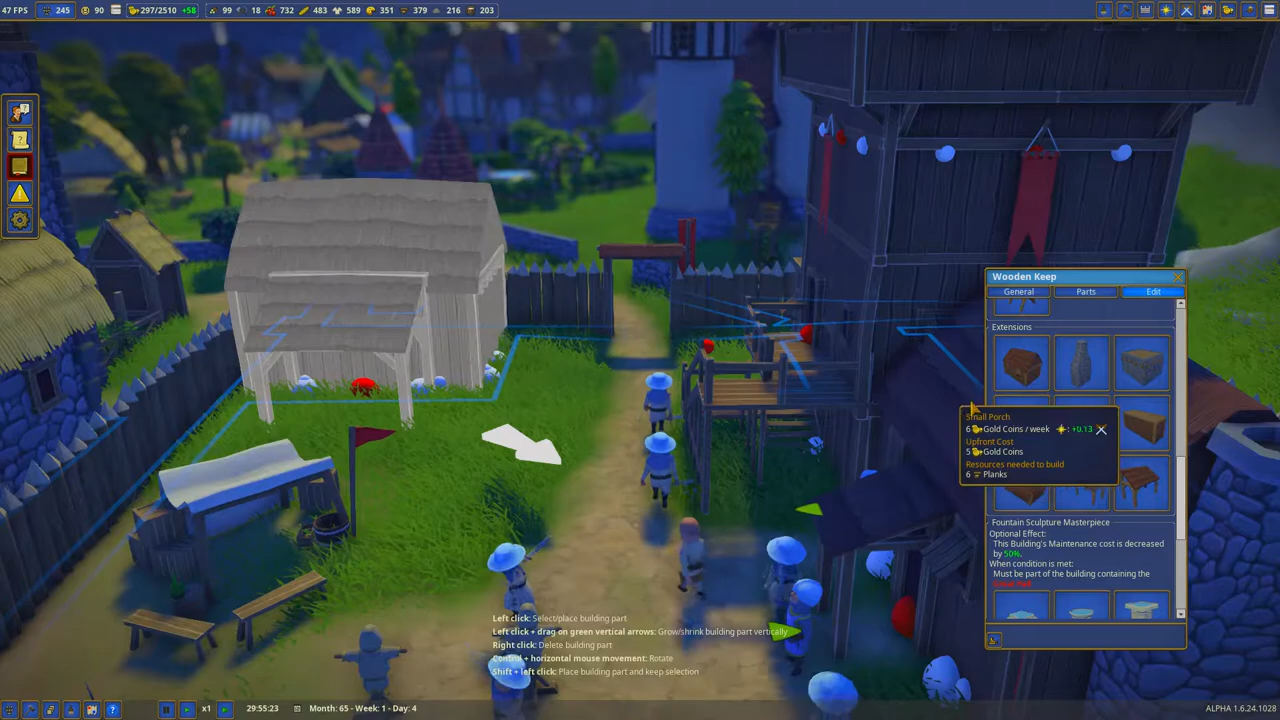 47 FPS
245
90
297/2510 +58
99
18
732
483
589
351
379
216
203
Wooden Keep
General
Parts
Edit
Extensions
Small Porch
6 Gold Coins / week : +0.13
Upfront Cost
5 Gold Coins
Resources needed to build
6 Planks
Fountain Sculpture Masterpiece
Optional Effect:
This Building's Maintenance cost is decreased
by 50%.
When condition is met:
Must be part of the building containing the
Great Hall
Left click: Select/place building part
Left click + drag on green vertical arrows: Grow/shrink building part vertically
Right click: Delete building part
Control + horizontal mouse movement: Rotate
Shift + left click: Place building part and keep selection
x1
29:55:23
Month: 65 - Week: 1 - Day: 4
ALPHA 1.6.24.1028